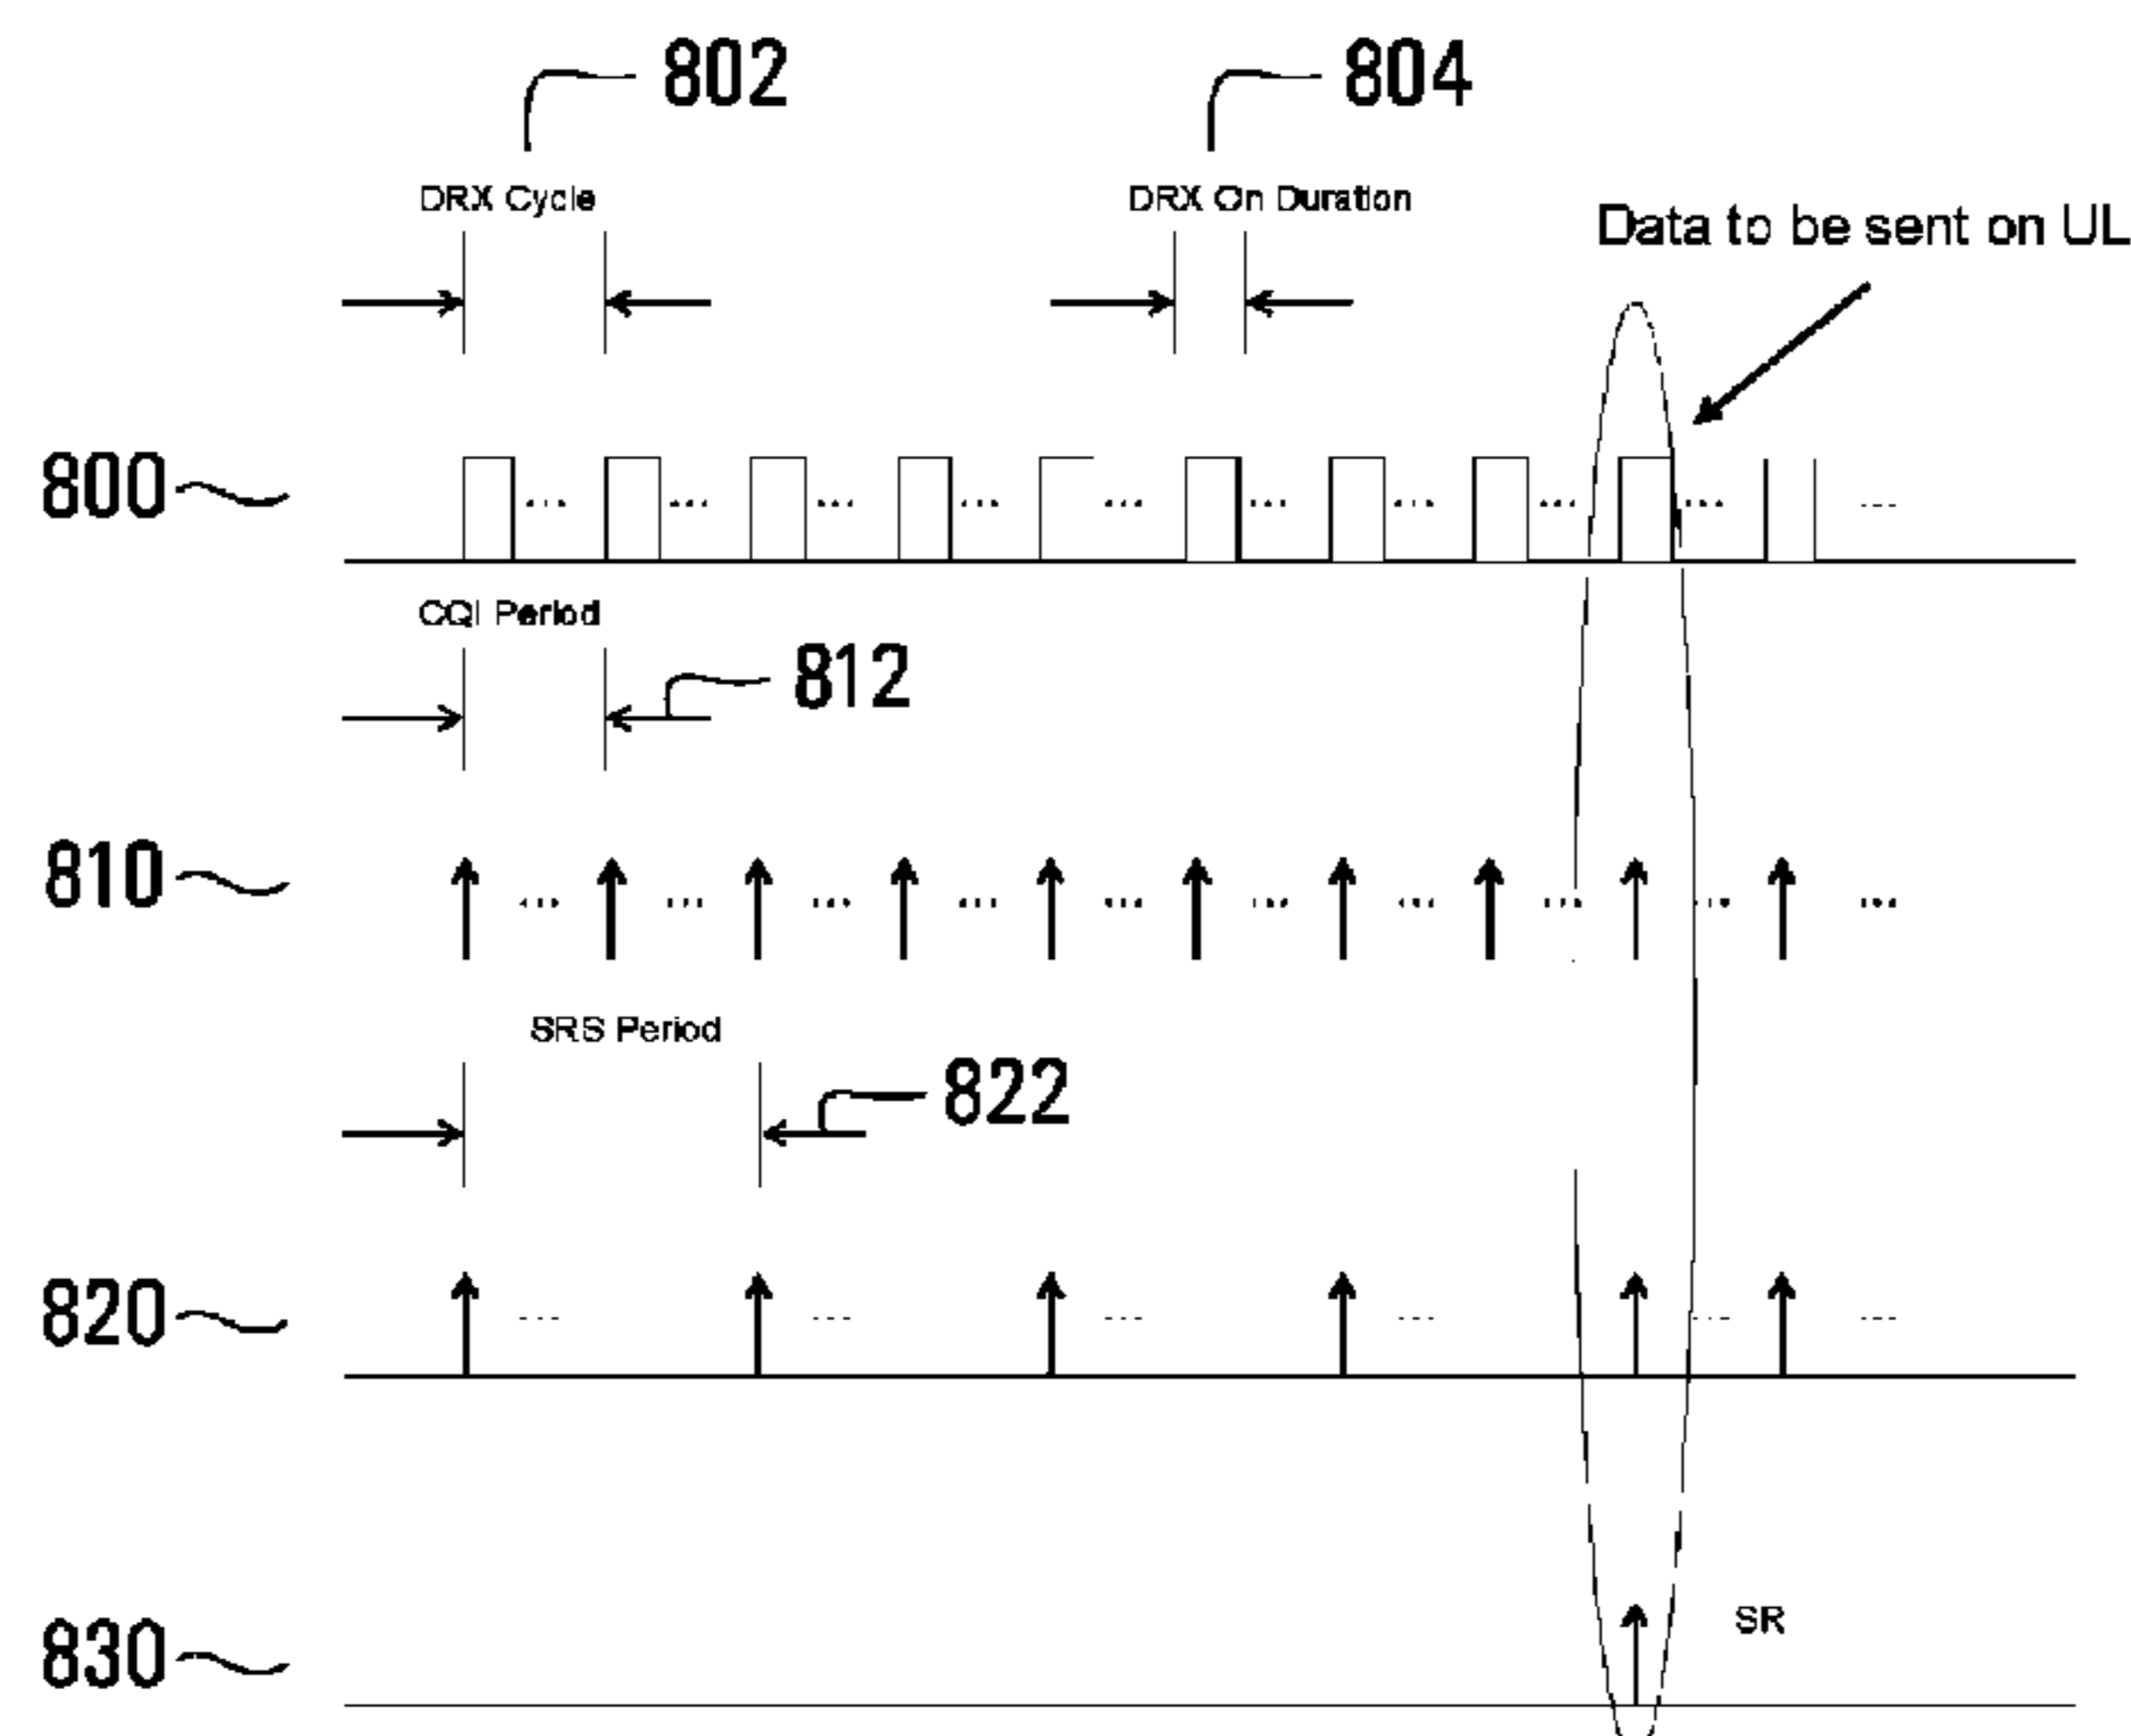 802
804
DRX Cycle
DRX On Duration
Data to be sent on UL
800
CQI Period
812
810
SRS Period
822
820
SR
830